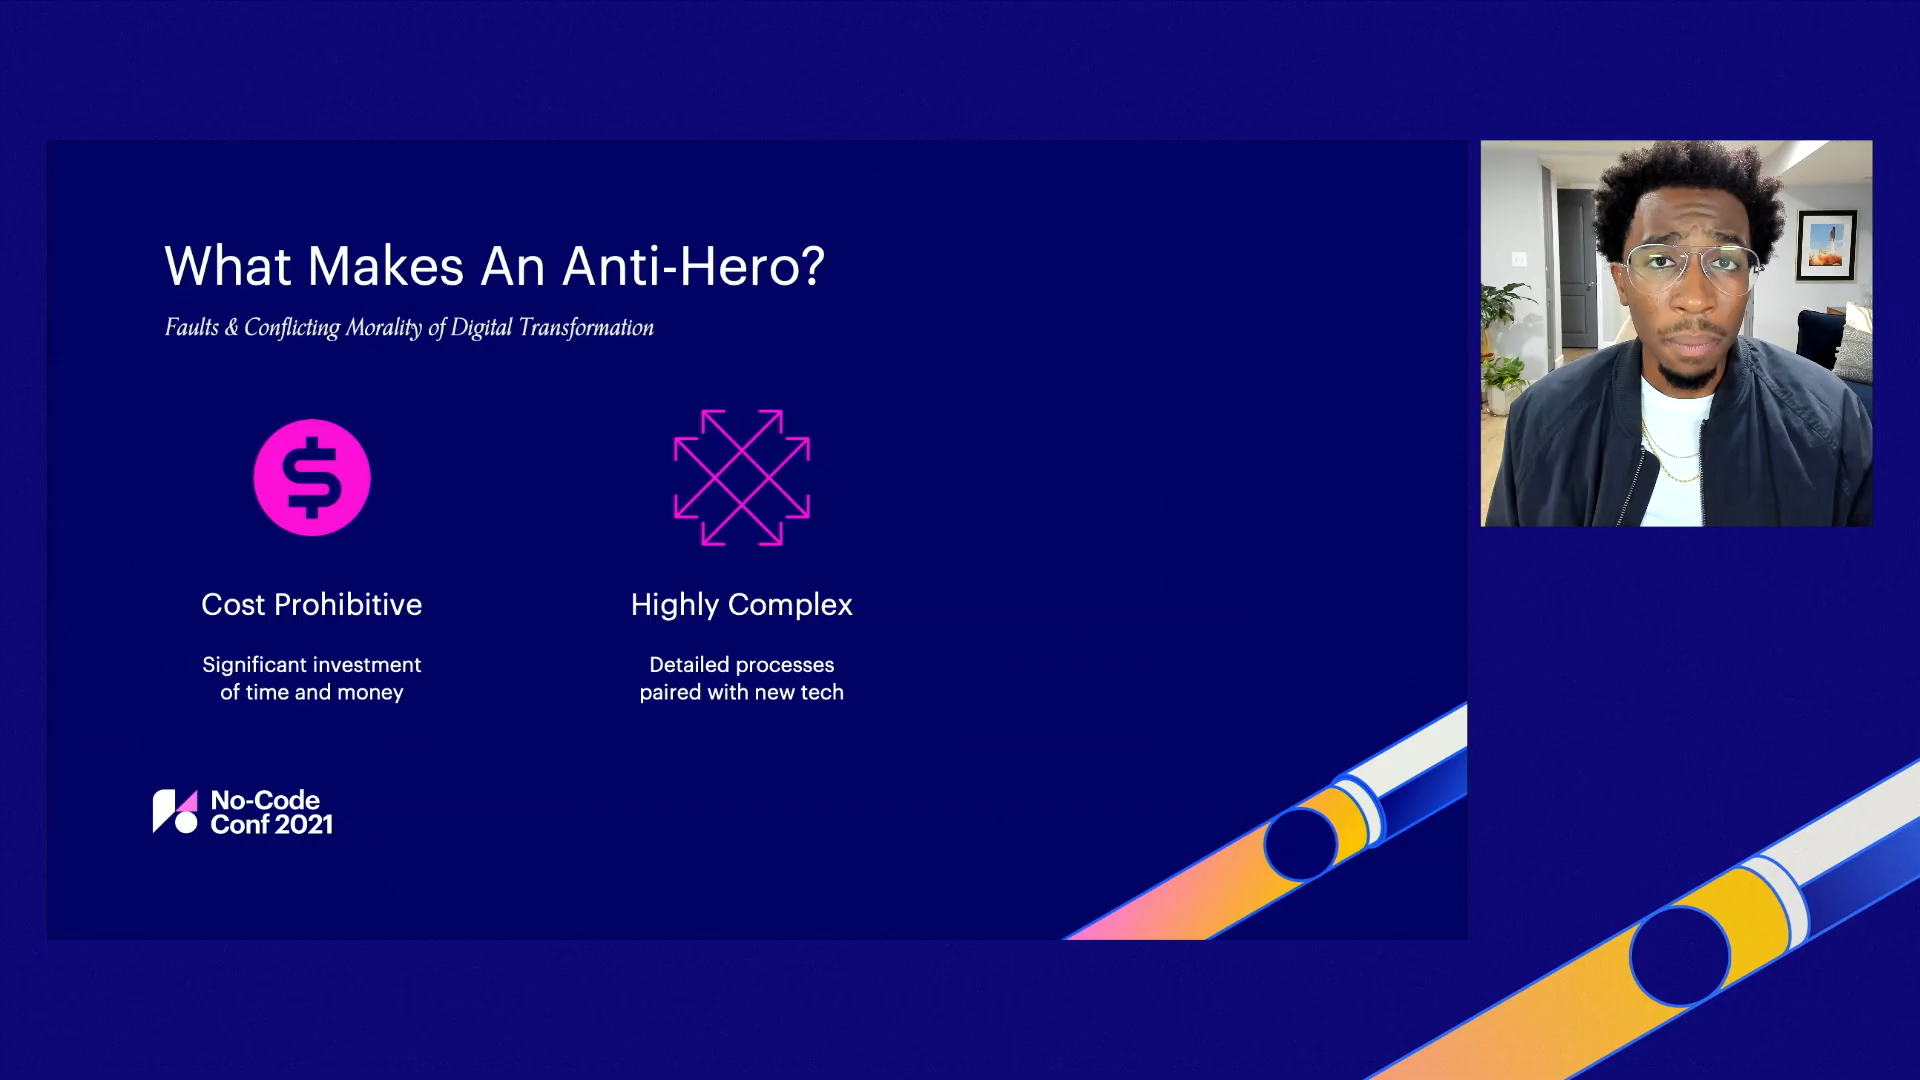 What Makes An Anti-Hero?
Faults & Conflicting Morality of Digital Transformation
Cost Prohibitive
Significant investment
of time and money
Highly Complex
Detailed processes
paired with new tech
No-Code
Conf 2021